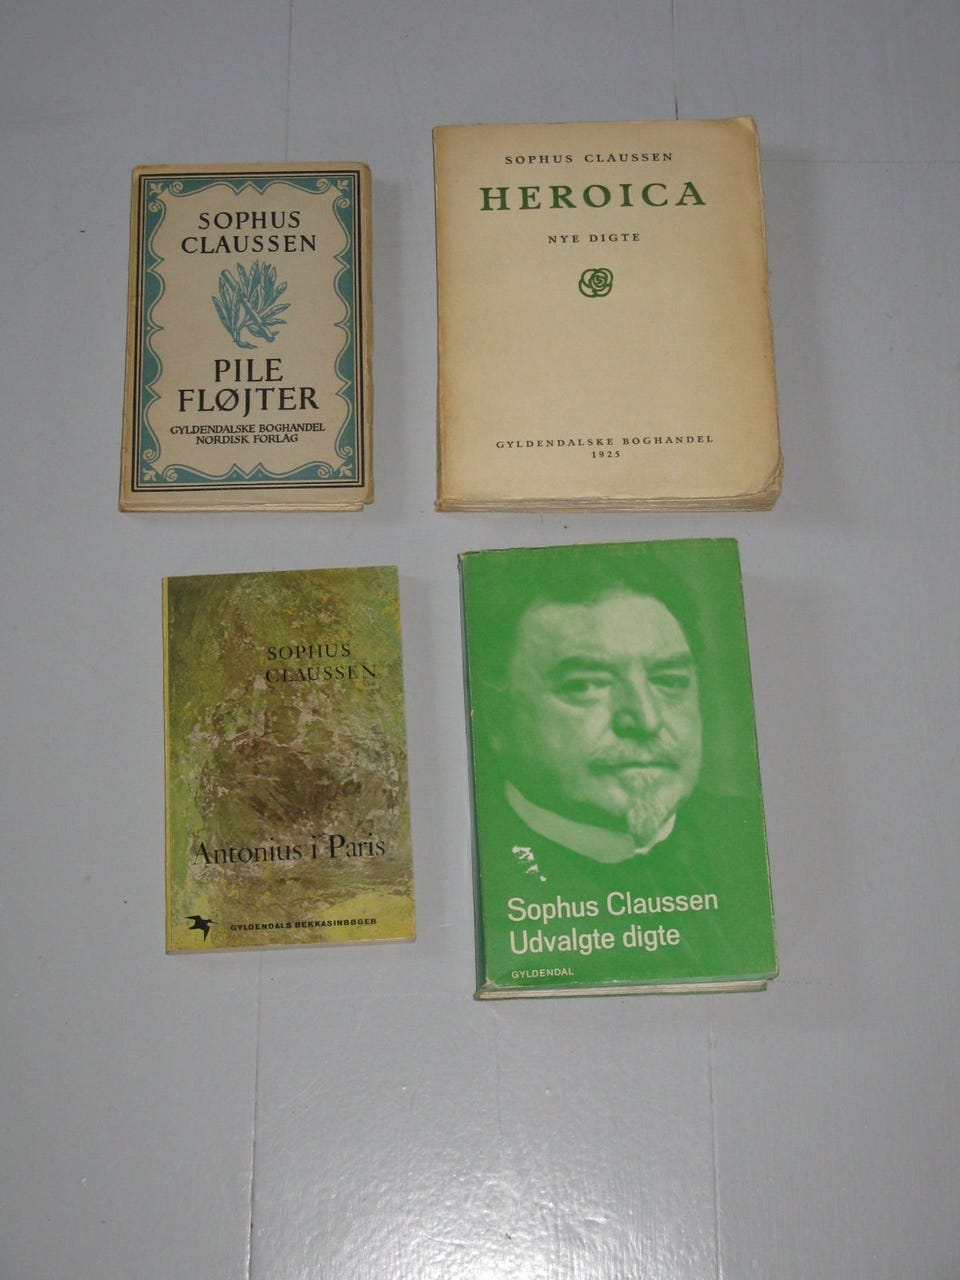 SOPHUS
CLAUSSEN
PILE
FLØJTER
GYLDENDALSKE BOGHANDEL
NORDISK FORLAG
SOPHUS CLAUSSEN
HEROICA
NYE DIGTE
GYLDENDALSKE BOGHANDEL
1925
SOPHUS
CLAUSSEN
Antonius i Paris
GYLDENDALS BEKKASINBØGER
Sophus Claussen
Udvalgte digte
GYLDENDAL